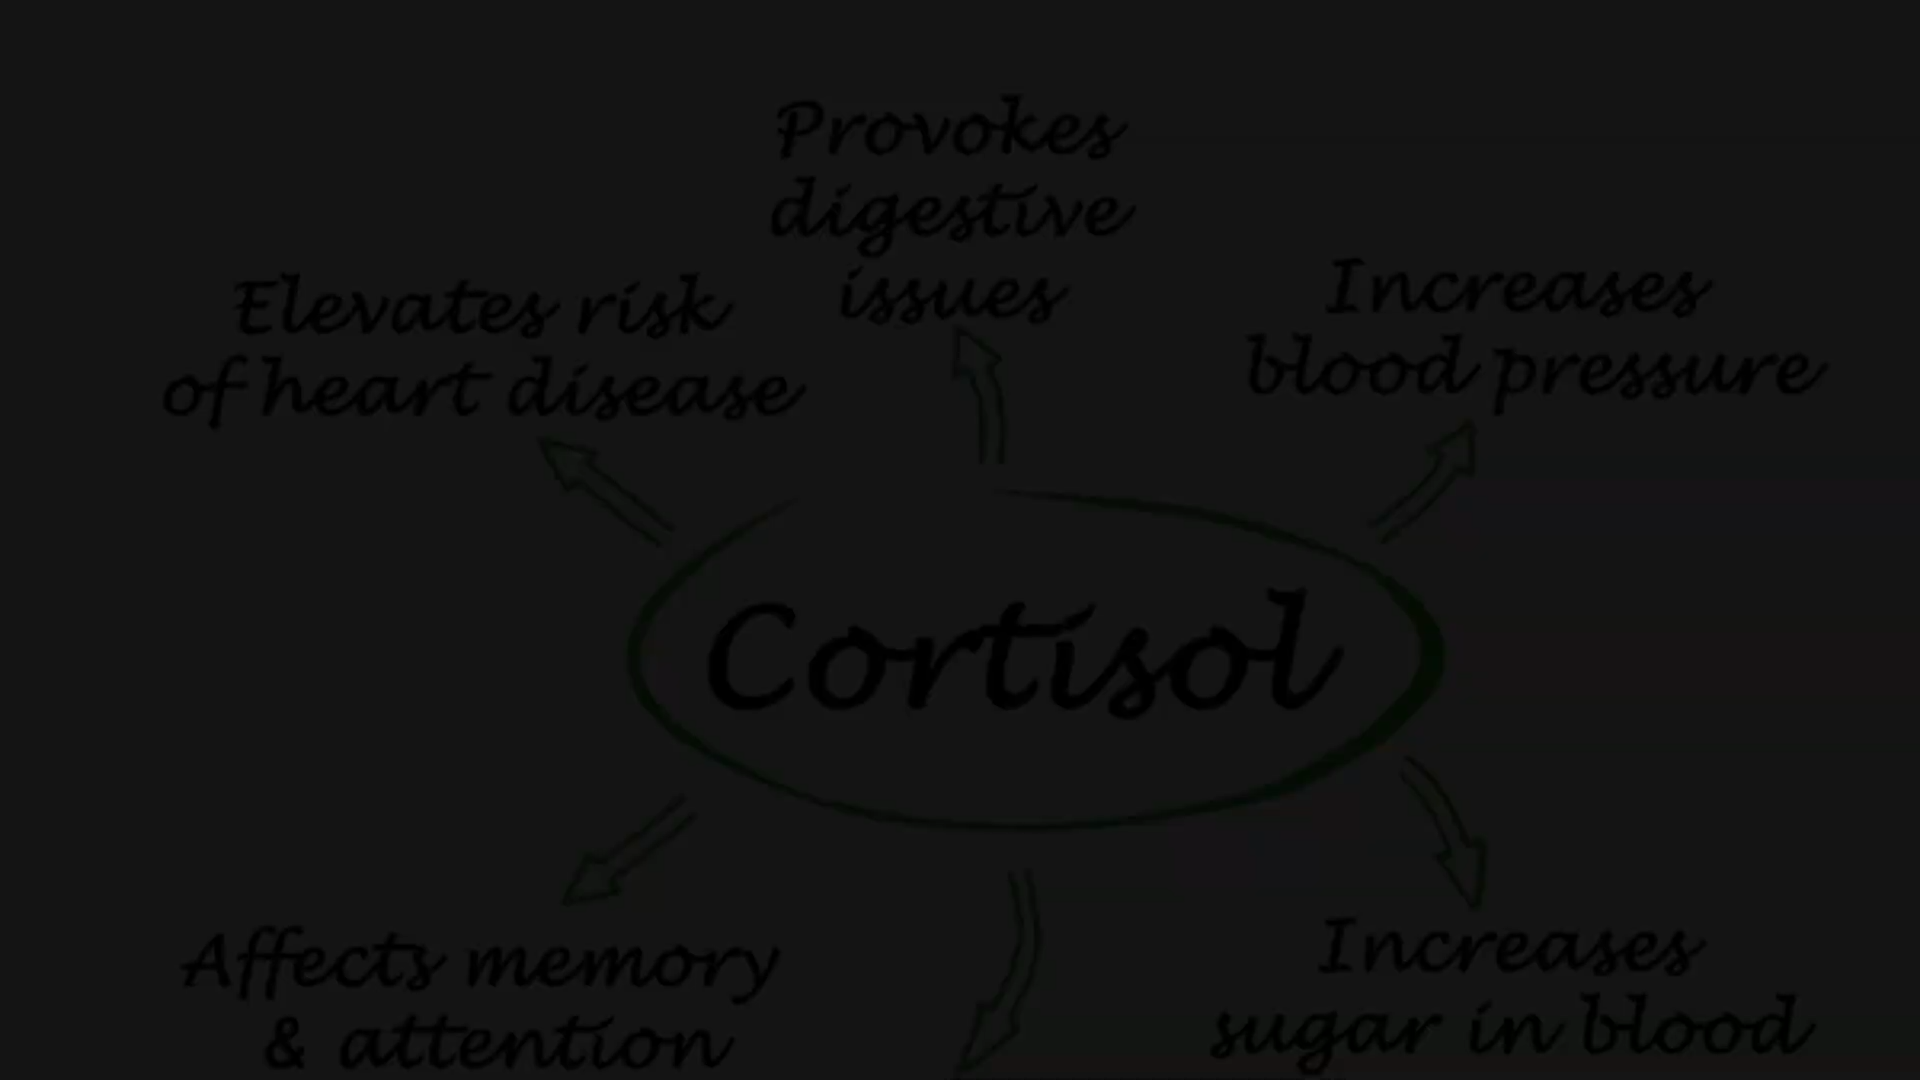 Provokes
digestive
issues
Elevates risk
of heart disease
Increases
blood pressure
Cortisol
Affects memory
& attention
Increases
sugar in blood